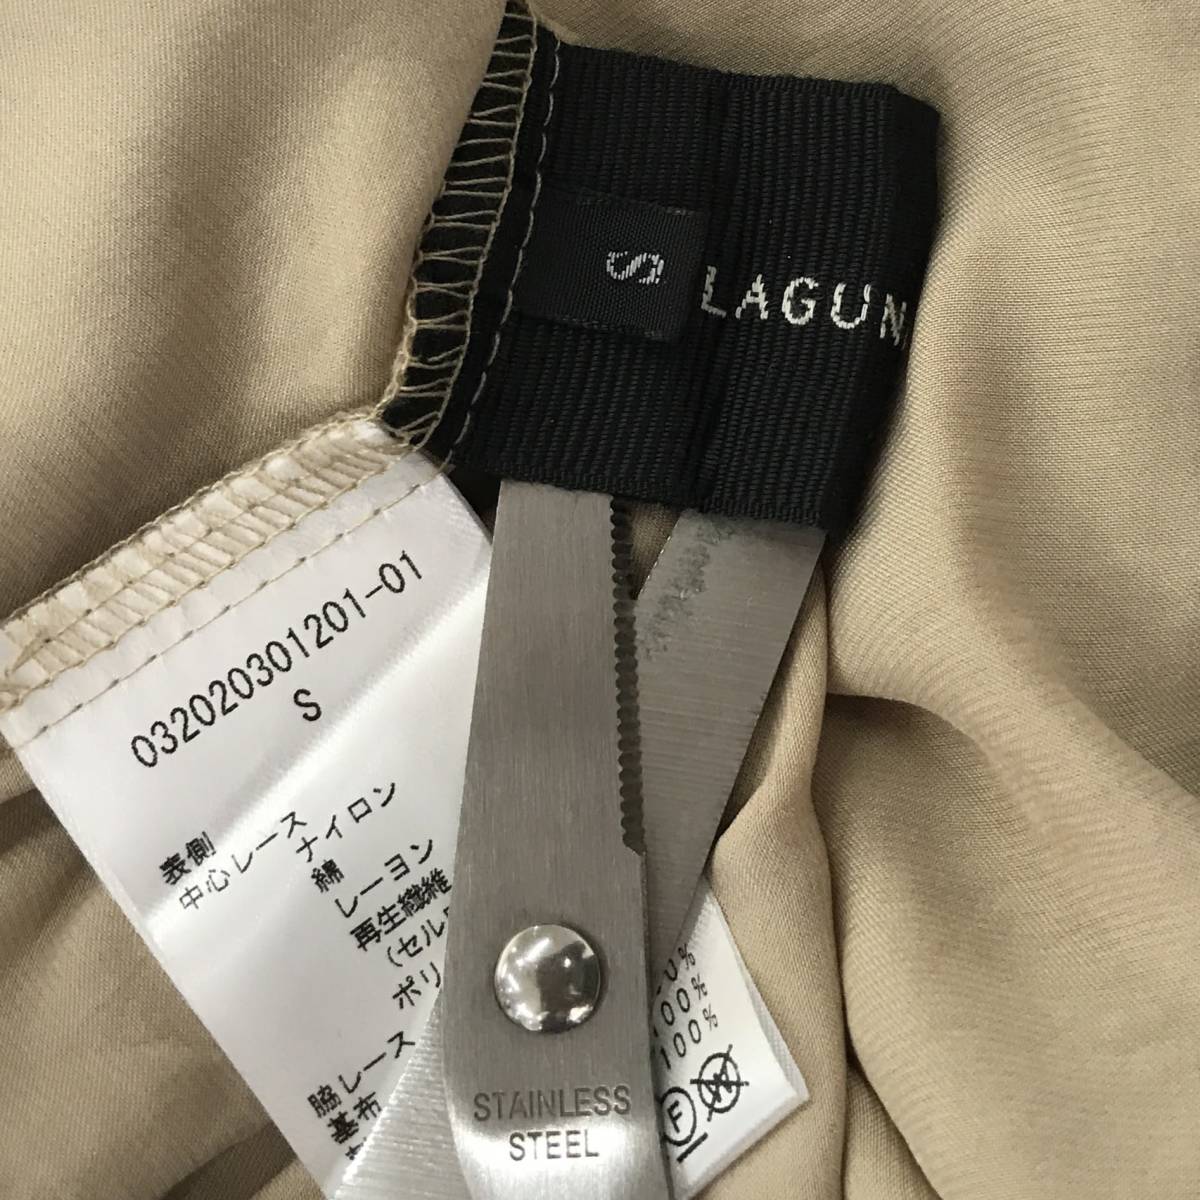 S
LAGUN
032020301201-01
S
表側
中心レース ナイロン
綿
レーヨン
再生繊維
(セル
ポリ
脇レース
基布
100%
100%
F W
STAINLESS
STEEL